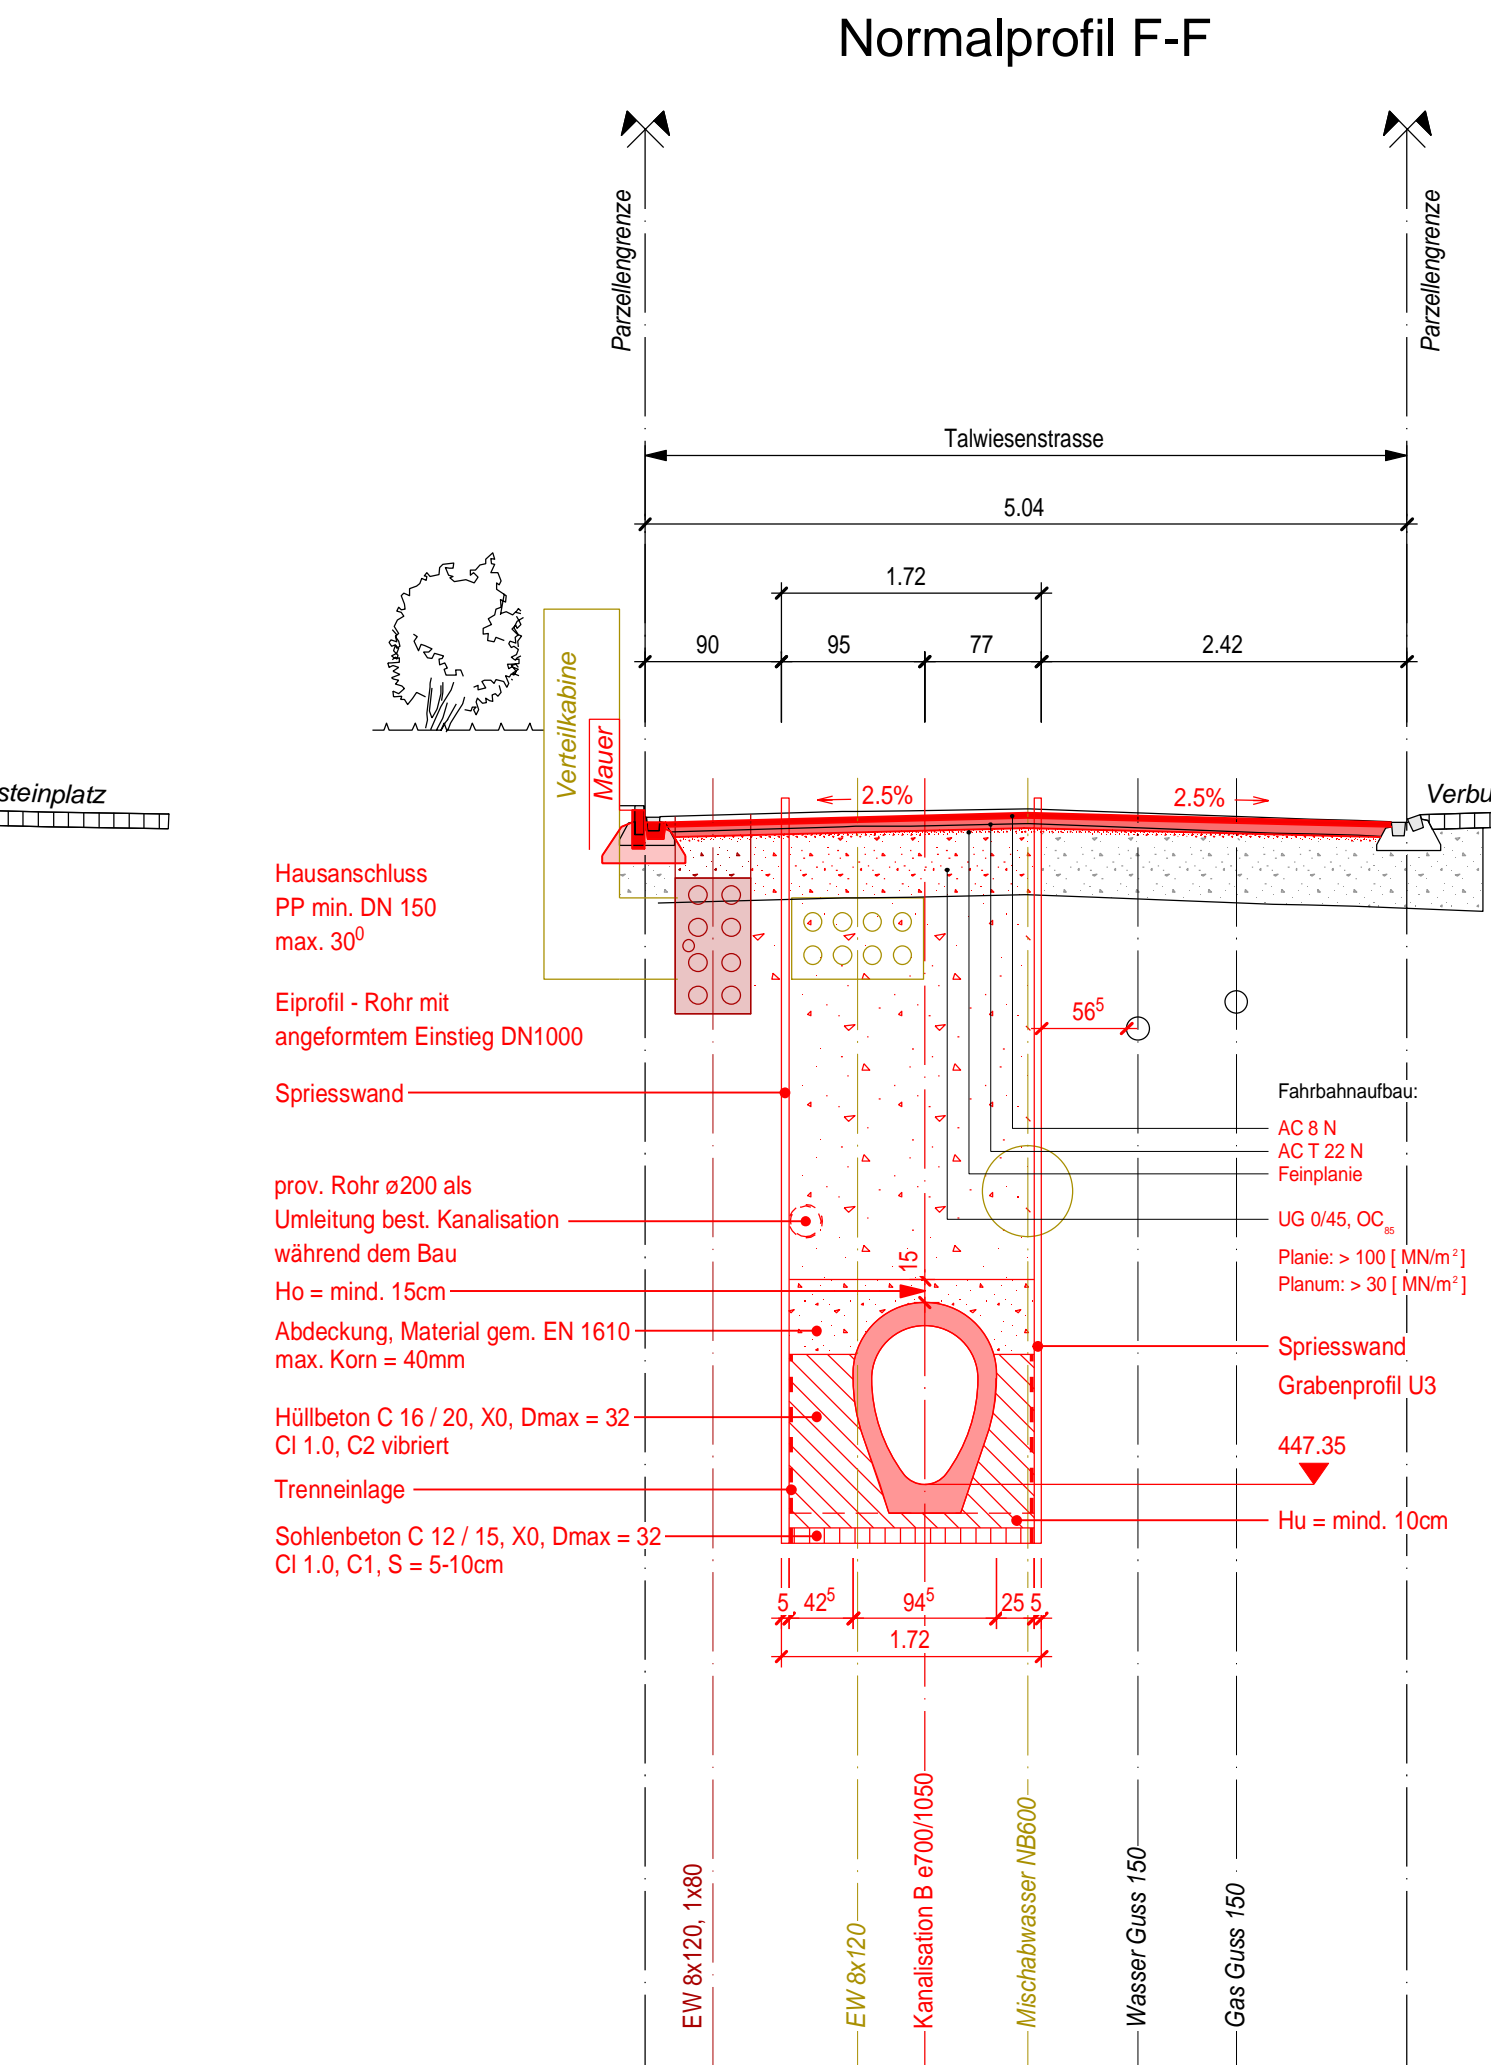 Normalprofil F-F
Parzellengrenze
Parzellengrenze
Talwiesenstrasse
5.04
1.72
90
95
77
2.42
Verteilkabine
Mauer
steinplatz
2.5%
2.5%
Verbu
Hausanschluss
PP min. DN 150
max. 30⁰
Eiprofil - Rohr mit
angeformtem Einstieg DN1000
56⁵
Spriesswand
Fahrbahnaufbau:
AC 8 N
AC T 22 N
Feinplanie
UG 0/45, OC₈₅
Planie: > 100 [ MN/m² ]
Planum: > 30 [ MN/m² ]
prov. Rohr ø200 als
Umleitung best. Kanalisation
während dem Bau
15
Ho = mind. 15cm
Abdeckung, Material gem. EN 1610
max. Korn = 40mm
Spriesswand
Grabenprofil U3
Hüllbeton C 16 / 20, X0, Dmax = 32
Cl 1.0, C2 vibriert
447.35
Trenneinlage
Hu = mind. 10cm
Sohlenbeton C 12 / 15, X0, Dmax = 32
Cl 1.0, C1, S = 5-10cm
5
42⁵
94⁵
25
5
1.72
EW 8x120, 1x80
EW 8x120
Kanalisation B e700/1050
Mischabwasser NB600
Wasser Guss 150
Gas Guss 150